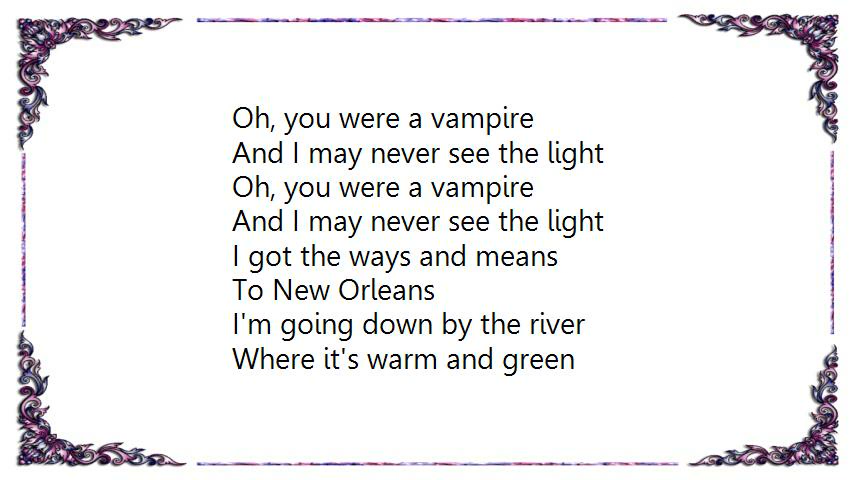 Oh, you were a vampire
And I may never see the light
Oh, you were a vampire
And I may never see the light
I got the ways and means
To New Orleans
I'm going down by the river
Where it's warm and green